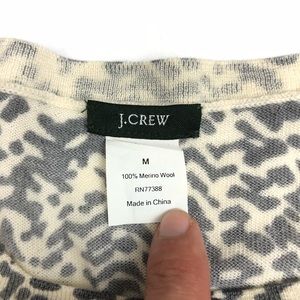 J.CREW
M
100% Merino Wool
RN77388
Made in China